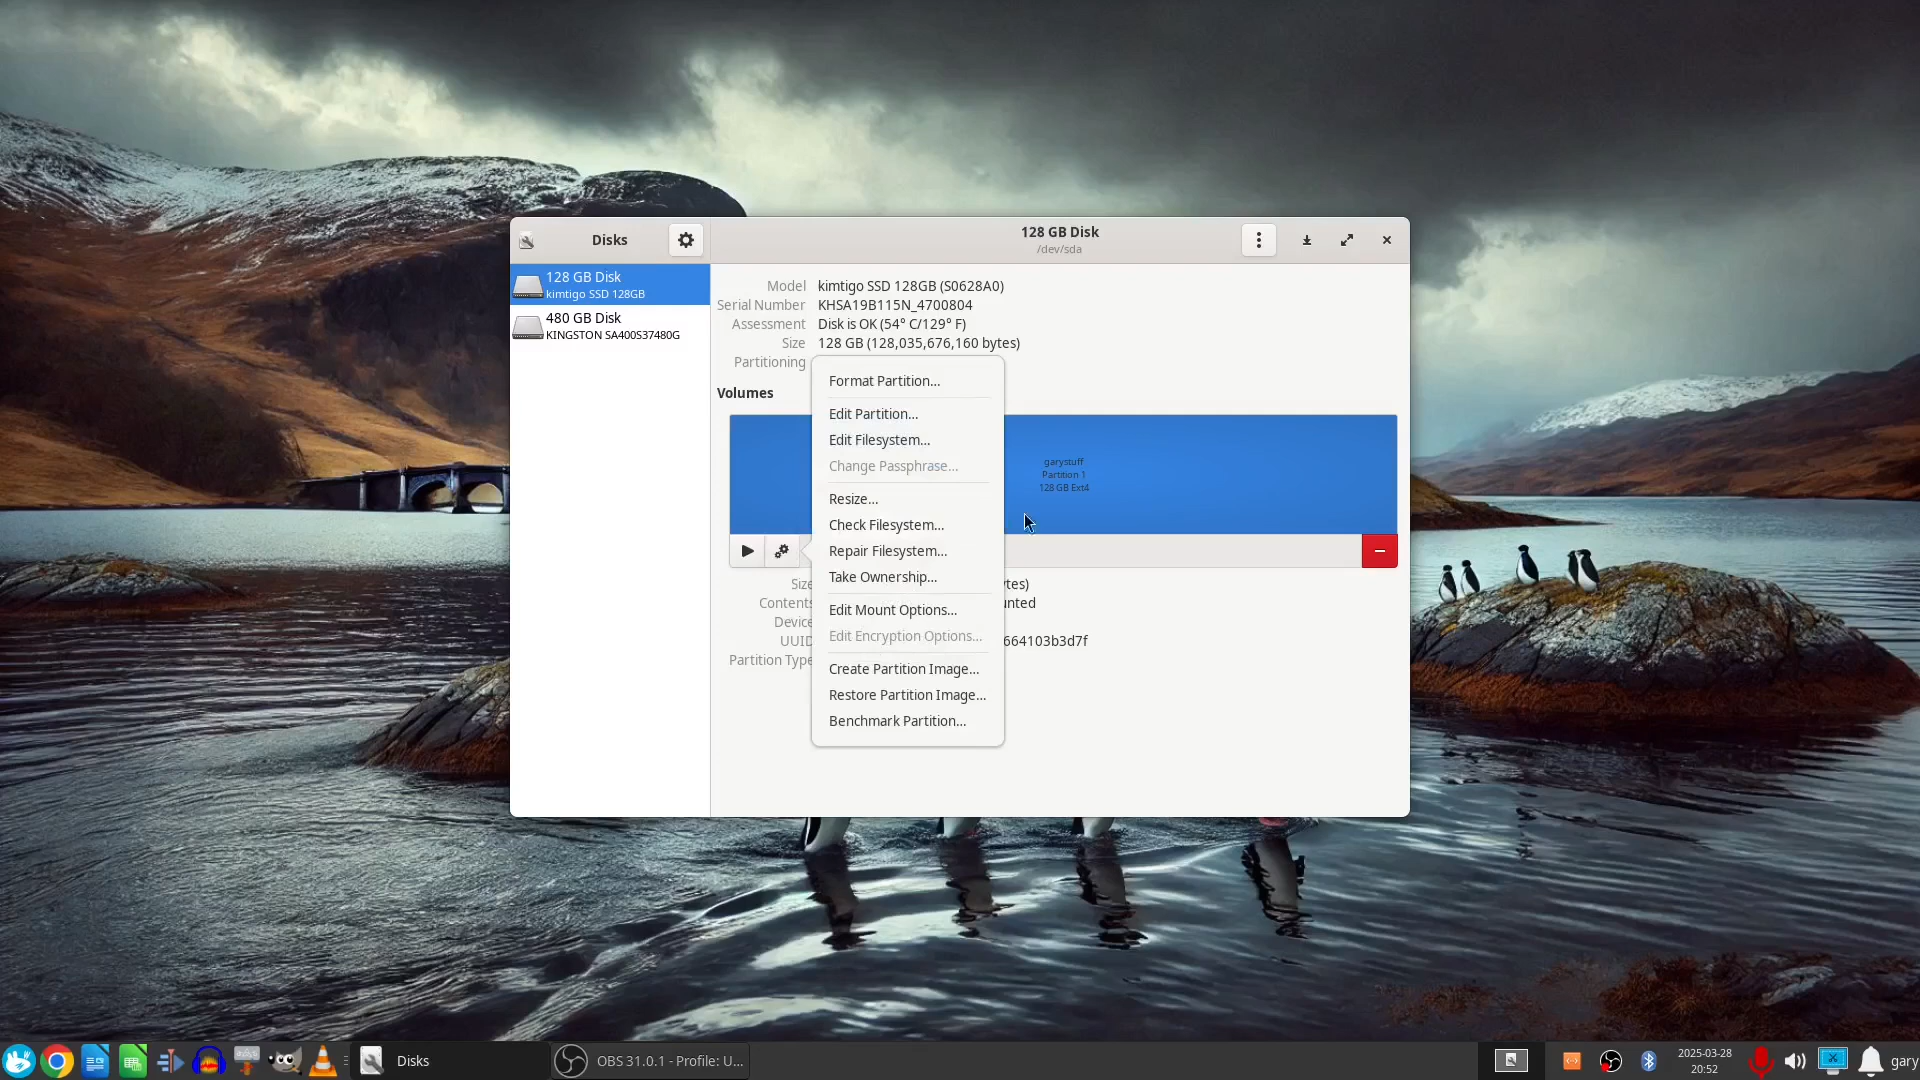 Disks
128 GB Disk
/dev/sda
128 GB Disk
kimtigo SSD 128GB
480 GB Disk
KINGSTON SA400S37480G
Model kimtigo SSD 128GB (S0628A0)
Serial Number KHSA19B115N_4700804
Assessment Disk is OK (54° C/129° F)
Size 128 GB (128,035,676,160 bytes)
Partitioning
Volumes
garystuff
Partition 1
128 GB Ext4
Format Partition...
Edit Partition...
Edit Filesystem...
Change Passphrase...
Resize...
Check Filesystem...
Repair Filesystem...
Take Ownership...
Edit Mount Options...
Edit Encryption Options...
Create Partition Image...
Restore Partition Image...
Benchmark Partition...
Size
Contents
Device
UUID 664103b3d7f
Partition Type
Disks
OBS 31.0.1 - Profile: U...
2025-03-28
20:52
gary